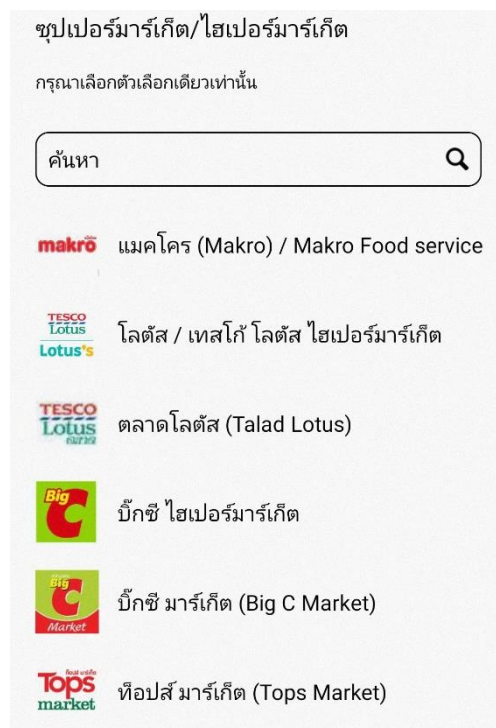 ซุปเปอร์มาร์เก็ต/ไฮเปอร์มาร์เก็ต
กรุณาเลือกตัวเลือกเดียวเท่านั้น
ค้นหา
makro
แมคโคร (Makro) / Makro Food service
TESCO
Lotus
Lotus's
โลตัส / เทสโก้ โลตัส ไฮเปอร์มาร์เก็ต
TESCO
Lotus
ตลาด
ตลาดโลตัส (Talad Lotus)
Big
C
บิ๊กซี ไฮเปอร์มาร์เก็ต
Big
C
Market
บิ๊กซี มาร์เก็ต (Big C Market)
Tops
market
ท็อปส์ มาร์เก็ต (Tops Market)